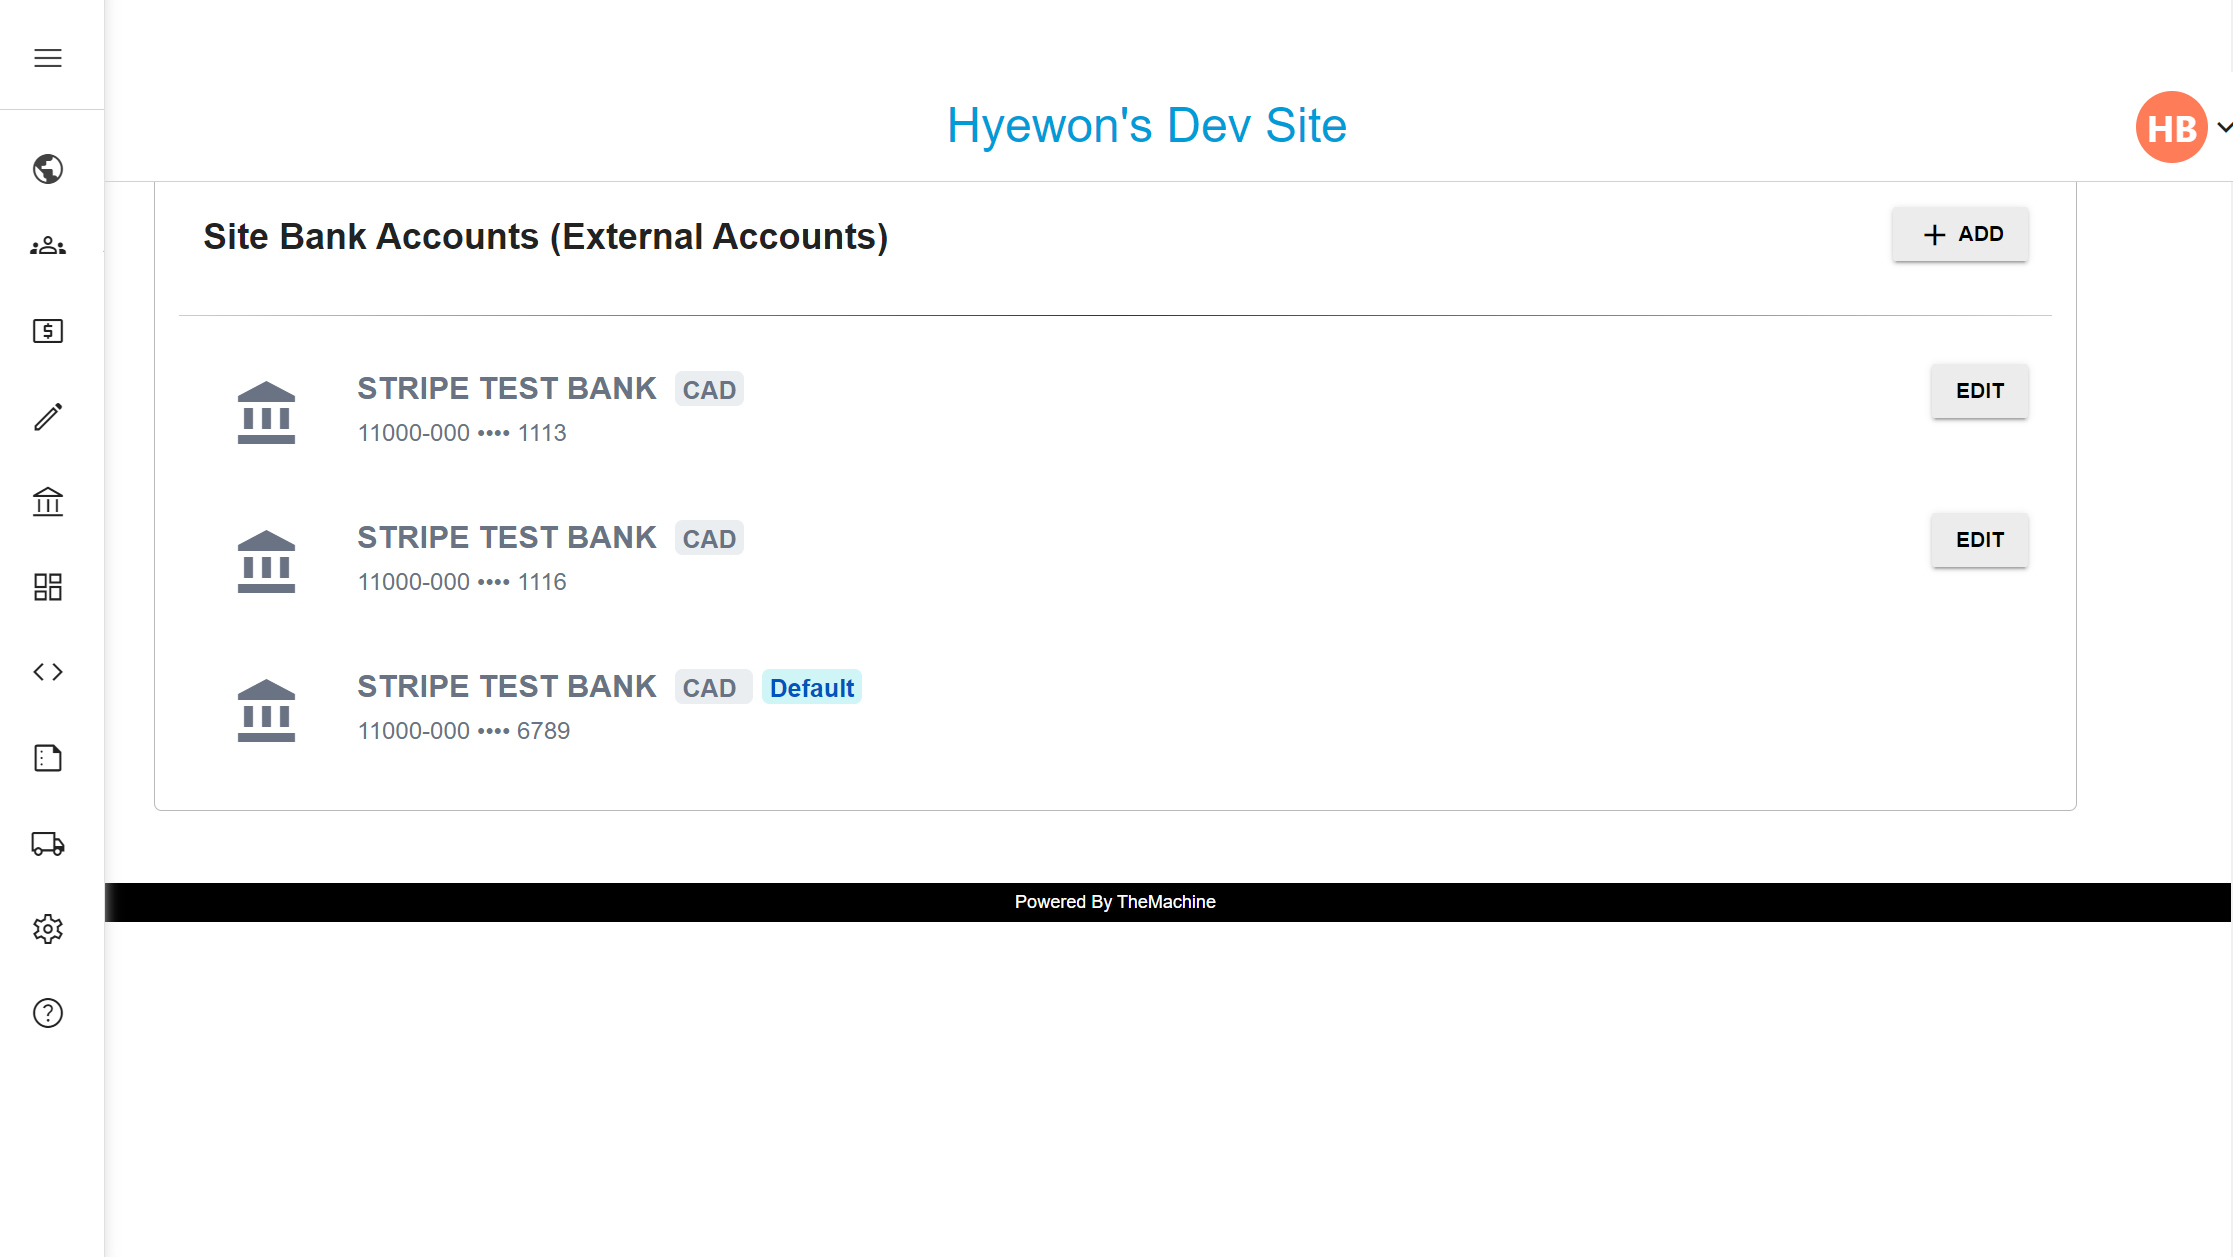 Hyewon's Dev Site
HB
Site Bank Accounts (External Accounts)
+ ADD
STRIPE TEST BANK CAD
EDIT
11000-000 •••• 1113
STRIPE TEST BANK CAD
EDIT
11000-000 •••• 1116
STRIPE TEST BANK CAD Default
11000-000 •••• 6789
Powered By TheMachine